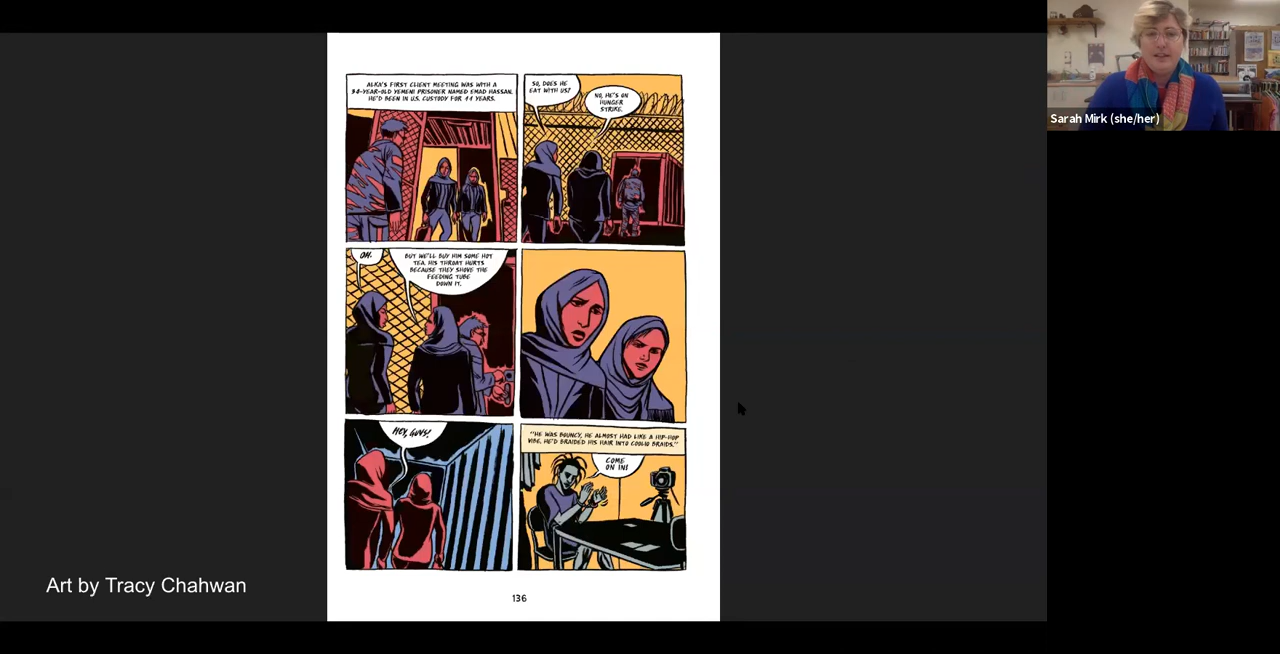 ALKA'S FIRST CLIENT MEETING WAS WITH A
34-YEAR-OLD YEMENI PRISONER NAMED EMAD HASSAN.
HE'D BEEN IN U.S. CUSTODY FOR 11 YEARS.
SO, DOES HE
EAT WITH US?
NO, HE'S ON
HUNGER
STRIKE.
OH.
BUT WE'LL BUY HIM SOME HOT
TEA. HIS THROAT HURTS
BECAUSE THEY SHOVE THE
FEEDING TUBE
DOWN IT.
HEY, GUYS!
"HE WAS BOUNCY, HE ALMOST HAD LIKE A HIP-HOP
VIBE. HE'D BRAIDED HIS HAIR INTO COOLIO BRAIDS."
COME
ON IN!
136
Art by Tracy Chahwan
Sarah Mirk (she/her)